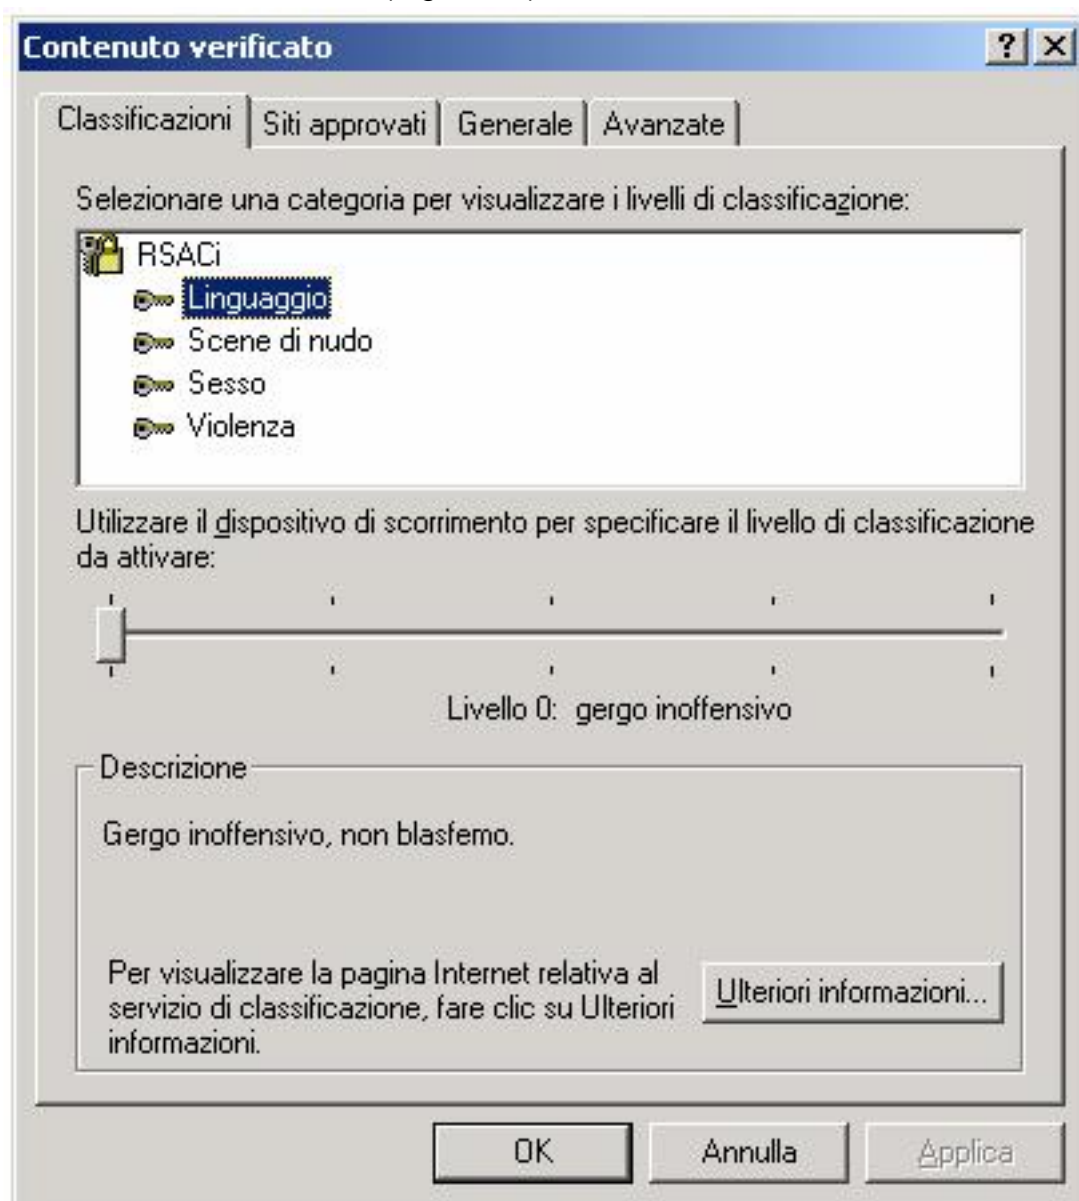 Contenuto verificato
Classificazioni Siti approvati Generale Avanzate
Selezionare una categoria per visualizzare i livelli di classificazione:
RSACi
Linguaggio
Scene di nudo
Sesso
Violenza
Utilizzare il dispositivo di scorrimento per specificare il livello di classificazione
da attivare:
Livello 0: gergo inoffensivo
Descrizione
Gergo inoffensivo, non blasfemo.
Per visualizzare la pagina Internet relativa al
servizio di classificazione, fare clic su Ulteriori
informazioni.
Ulteriori informazioni...
OK Annulla Applica